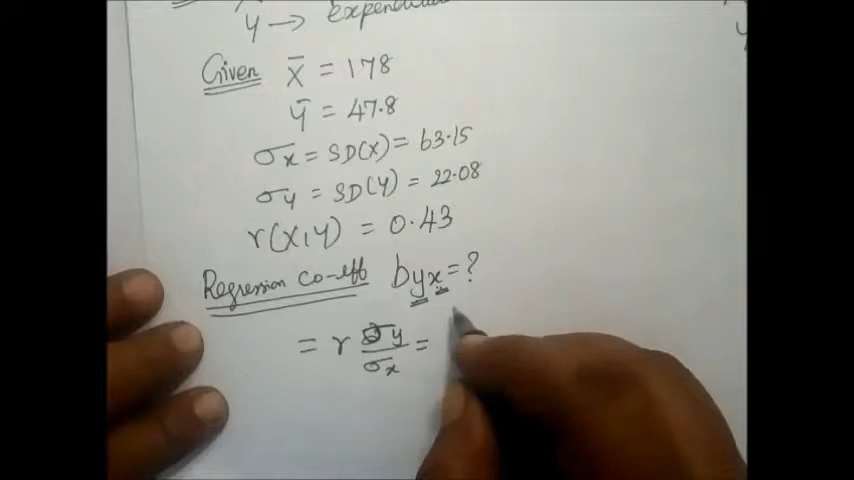 y →
Given x̄ = 178
ȳ = 47.8
σx = SD(x) = 63.15
σy = SD(y) = 22.08
r(x,y) = 0.43
Regression co-eff byx = ?
= r σy/σx =